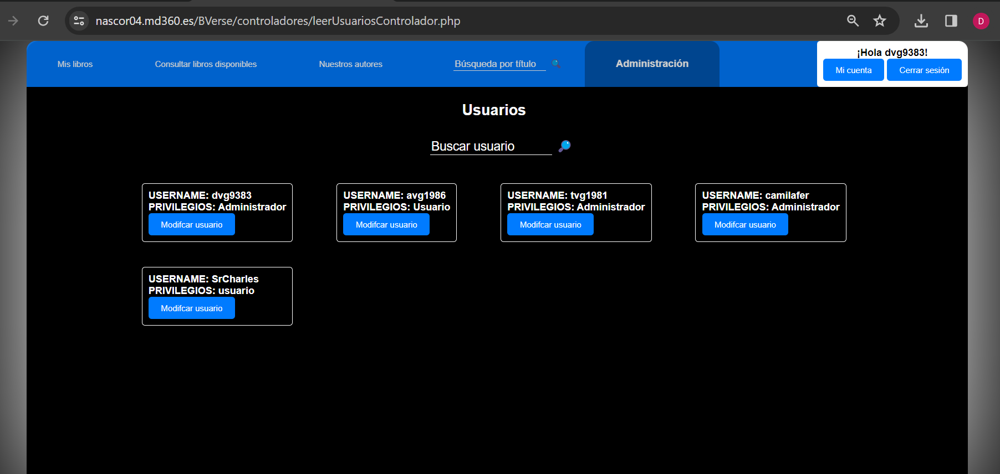 nascor04.md360.es/BVerse/controladores/leerUsuariosControlador.php
D
Mis libros
Consultar libros disponibles
Nuestros autores
Búsqueda por título
Administración
¡Hola dvg9383!
Mi cuenta
Cerrar sesión
Usuarios
Buscar usuario
USERNAME: dvg9383
PRIVILEGIOS: Administrador
Modifcar usuario
USERNAME: avg1986
PRIVILEGIOS: Usuario
Modifcar usuario
USERNAME: tvg1981
PRIVILEGIOS: Administrador
Modifcar usuario
USERNAME: camilafer
PRIVILEGIOS: Administrador
Modifcar usuario
USERNAME: SrCharles
PRIVILEGIOS: usuario
Modifcar usuario